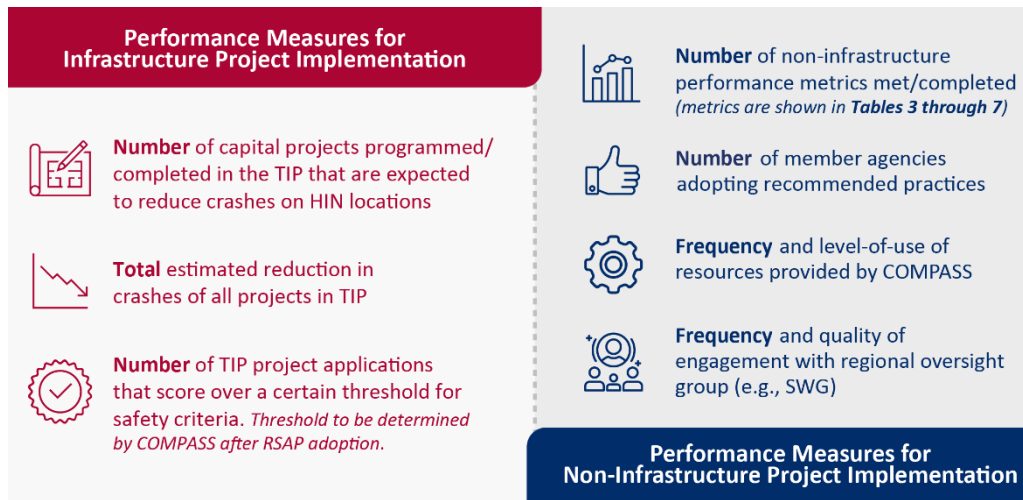 Performance Measures for
Infrastructure Project Implementation
Number of capital projects programmed/
completed in the TIP that are expected
to reduce crashes on HIN locations
Total estimated reduction in
crashes of all projects in TIP
Number of TIP project applications
that score over a certain threshold for
safety criteria. Threshold to be determined
by COMPASS after RSAP adoption.
Number of non-infrastructure
performance metrics met/completed
(metrics are shown in Tables 3 through 7)
Number of member agencies
adopting recommended practices
Frequency and level-of-use of
resources provided by COMPASS
Frequency and quality of
engagement with regional oversight
group (e.g., SWG)
Performance Measures for
Non-Infrastructure Project Implementation